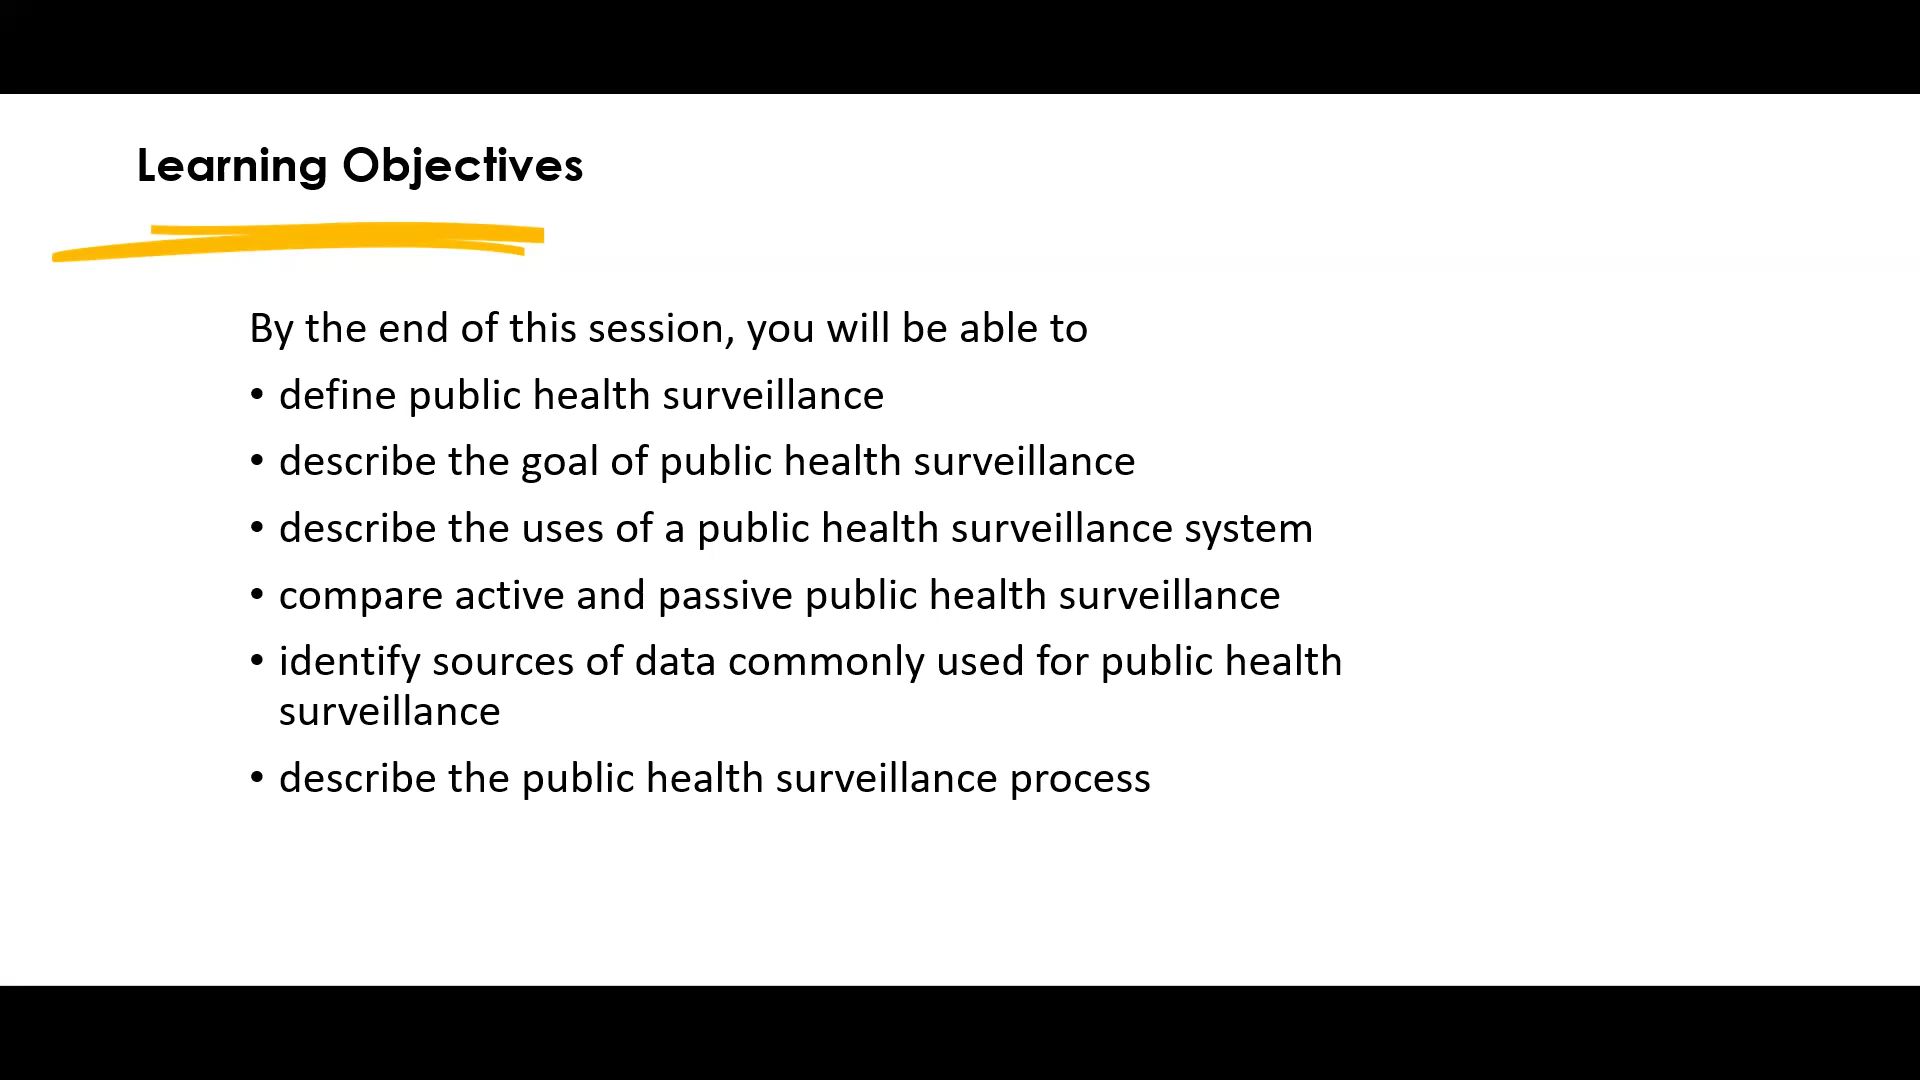 Learning Objectives
By the end of this session, you will be able to
• define public health surveillance
• describe the goal of public health surveillance
• describe the uses of a public health surveillance system
• compare active and passive public health surveillance
• identify sources of data commonly used for public health
surveillance
• describe the public health surveillance process